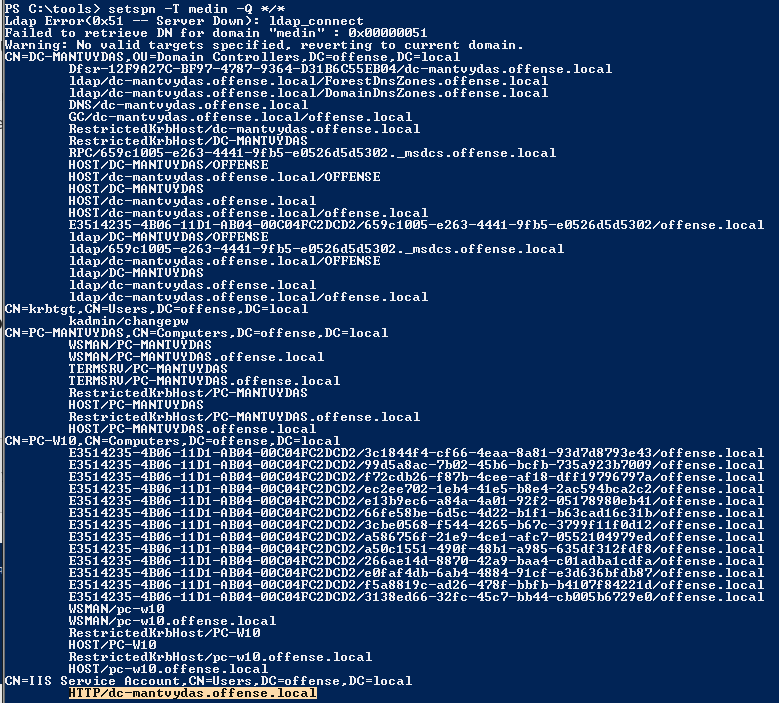 PS C:\tools> setspn -T medin -Q */*
Ldap Error(0x51 -- Server Down): ldap_connect
Failed to retrieve DN for domain "medin" : 0x00000051
Warning: No valid targets specified, reverting to current domain.
CN=DC-MANTVYDAS,OU=Domain Controllers,DC=offense,DC=local
Dfsr-12F9A27C-BF97-4787-9364-D31B6C55EB04/dc-mantvydas.offense.local
ldap/dc-mantvydas.offense.local/ForestDnsZones.offense.local
ldap/dc-mantvydas.offense.local/DomainDnsZones.offense.local
DNS/dc-mantvydas.offense.local
GC/dc-mantvydas.offense.local/offense.local
RestrictedKrbHost/dc-mantvydas.offense.local
RestrictedKrbHost/DC-MANTVYDAS
RPC/659c1005-e263-4441-9fb5-e0526d5d5302._msdcs.offense.local
HOST/DC-MANTVYDAS/OFFENSE
HOST/dc-mantvydas.offense.local/OFFENSE
HOST/DC-MANTVYDAS
HOST/dc-mantvydas.offense.local
HOST/dc-mantvydas.offense.local/offense.local
E3514235-4B06-11D1-AB04-00C04FC2DCD2/659c1005-e263-4441-9fb5-e0526d5d5302/offense.local
ldap/DC-MANTVYDAS/OFFENSE
ldap/659c1005-e263-4441-9fb5-e0526d5d5302._msdcs.offense.local
ldap/dc-mantvydas.offense.local/OFFENSE
ldap/DC-MANTVYDAS
ldap/dc-mantvydas.offense.local
ldap/dc-mantvydas.offense.local/offense.local
CN=krbtgt,CN=Users,DC=offense,DC=local
kadmin/changepw
CN=PC-MANTVYDAS,CN=Computers,DC=offense,DC=local
WSMAN/PC-MANTVYDAS
WSMAN/PC-MANTVYDAS.offense.local
TERMSRV/PC-MANTVYDAS
TERMSRV/PC-MANTVYDAS.offense.local
RestrictedKrbHost/PC-MANTVYDAS
HOST/PC-MANTVYDAS
RestrictedKrbHost/PC-MANTVYDAS.offense.local
HOST/PC-MANTVYDAS.offense.local
CN=PC-W10,CN=Computers,DC=offense,DC=local
E3514235-4B06-11D1-AB04-00C04FC2DCD2/3c1844f4-cf66-4eaa-8a81-93d7d8793e43/offense.local
E3514235-4B06-11D1-AB04-00C04FC2DCD2/99d5a8ac-7b02-45b6-bcfb-735a923b7009/offense.local
E3514235-4B06-11D1-AB04-00C04FC2DCD2/f72cdb26-f87b-4cee-af18-dff19796797a/offense.local
E3514235-4B06-11D1-AB04-00C04FC2DCD2/ec2ee702-1eb4-41e5-b8e4-2ac594bca2c2/offense.local
E3514235-4B06-11D1-AB04-00C04FC2DCD2/e13b9ec6-a84a-4a01-92f2-05178980eb41/offense.local
E3514235-4B06-11D1-AB04-00C04FC2DCD2/66fe58be-6d5c-4d22-b1f1-b63cad16c31b/offense.local
E3514235-4B06-11D1-AB04-00C04FC2DCD2/3cbe0568-f544-4265-b67c-3799f11f0d12/offense.local
E3514235-4B06-11D1-AB04-00C04FC2DCD2/a586756f-21e9-4ce1-afc7-0552104979ed/offense.local
E3514235-4B06-11D1-AB04-00C04FC2DCD2/a50c1551-490f-48b1-a985-635df312fdf8/offense.local
E3514235-4B06-11D1-AB04-00C04FC2DCD2/266ae14d-8870-42a9-baa4-c01adba1cdfa/offense.local
E3514235-4B06-11D1-AB04-00C04FC2DCD2/e0faf4db-6ab4-4884-91cf-e3d636bfdb87/offense.local
E3514235-4B06-11D1-AB04-00C04FC2DCD2/f5a8819c-ad26-478f-bbfb-b4107f84221d/offense.local
E3514235-4B06-11D1-AB04-00C04FC2DCD2/3138ed66-32fc-45c7-bb44-cb005b6729e0/offense.local
WSMAN/pc-w10
WSMAN/pc-w10.offense.local
RestrictedKrbHost/PC-W10
HOST/PC-W10
RestrictedKrbHost/pc-w10.offense.local
HOST/pc-w10.offense.local
CN=IIS Service Account,CN=Users,DC=offense,DC=local
HTTP/dc-mantvydas.offense.local